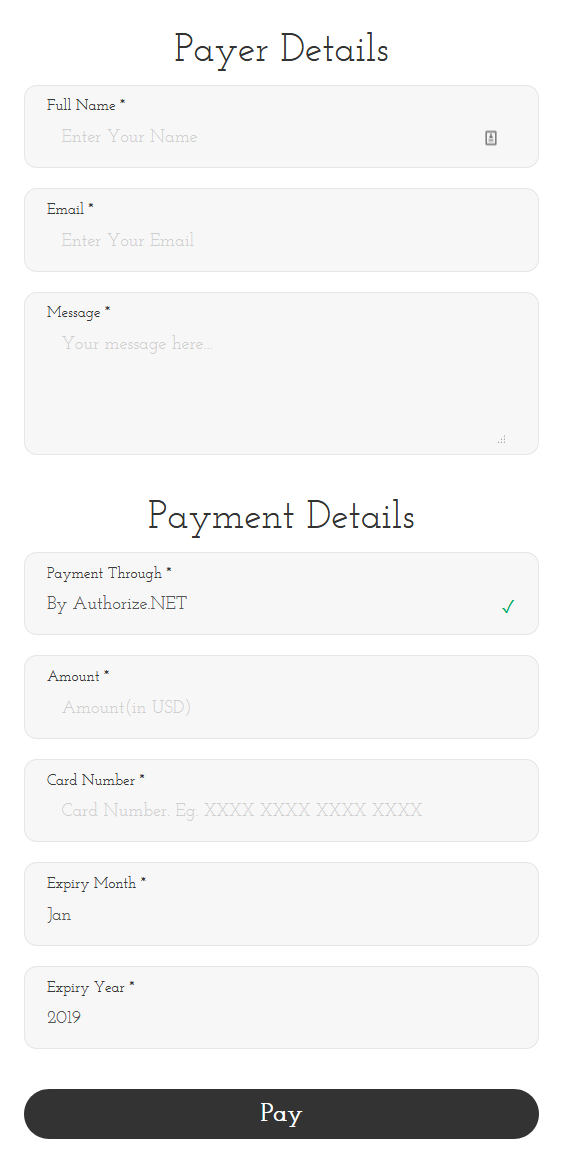 Payer Details
Full Name *
Enter Your Name
Email *
Enter Your Email
Message *
Your message here...
Payment Details
Payment Through *
By Authorize.NET
Amount *
Amount(in USD)
Card Number *
Card Number. Eg. XXXX XXXX XXXX XXXX
Expiry Month *
Jan
Expiry Year *
2019
Pay